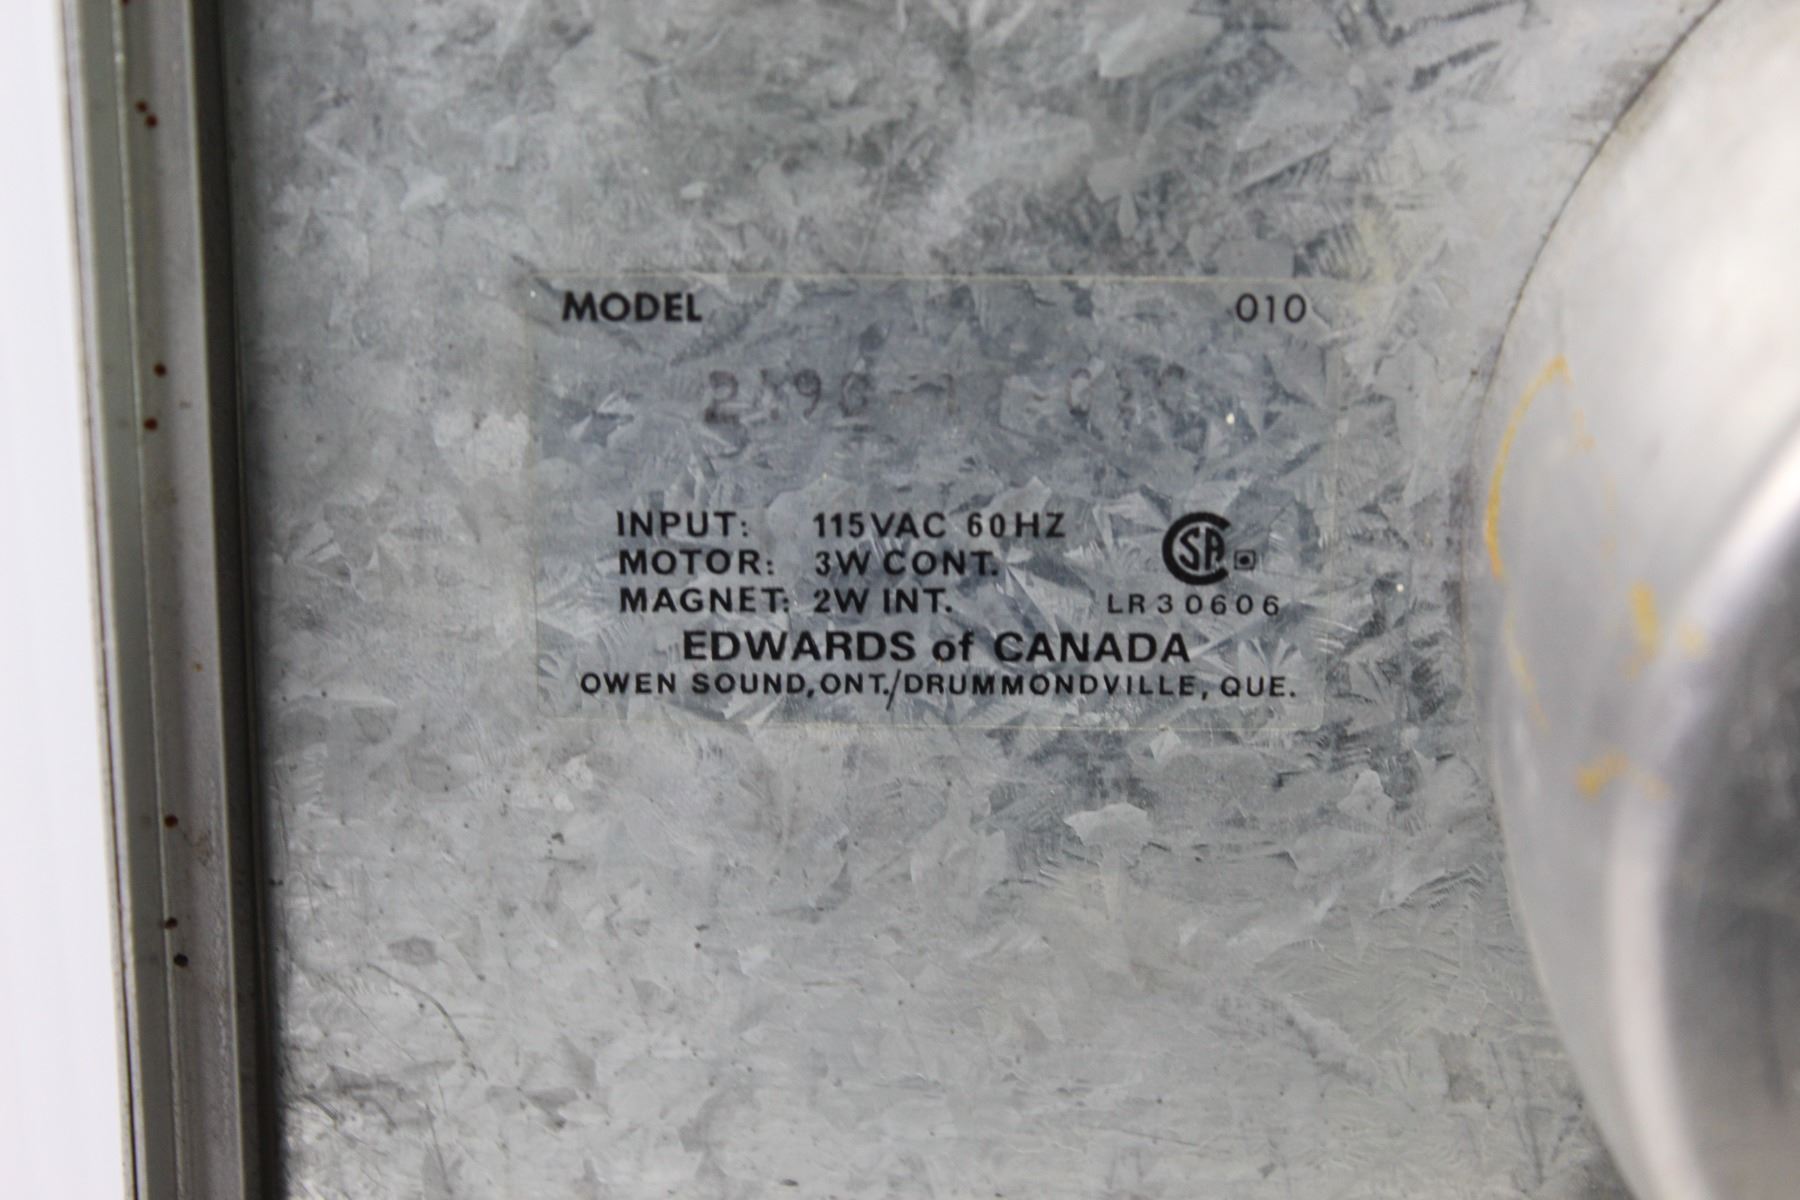 MODEL 010
INPUT: 115VAC 60HZ
MOTOR: 3W CONT.
MAGNET: 2W INT.
CSA
LR30606
EDWARDS of CANADA
OWEN SOUND, ONT./DRUMMONDVILLE, QUE.